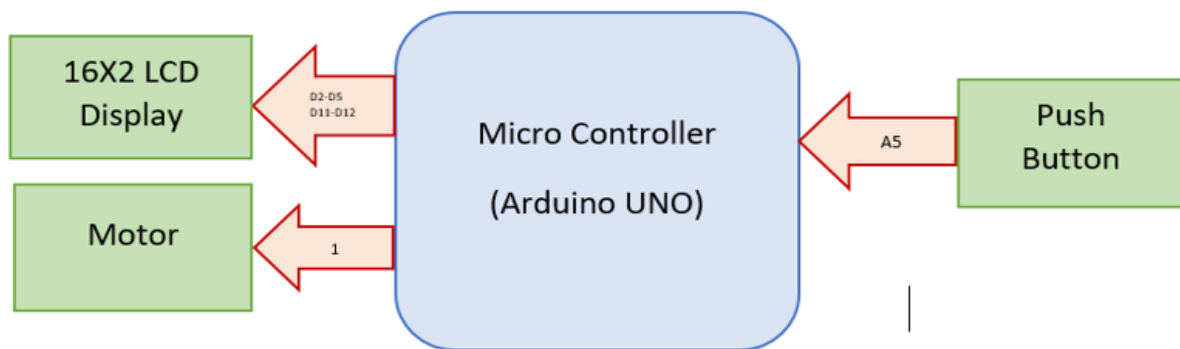 16X2 LCD
Display
D2-D5
D11-D12
Micro Controller
(Arduino UNO)
A5
Push
Button
Motor
1